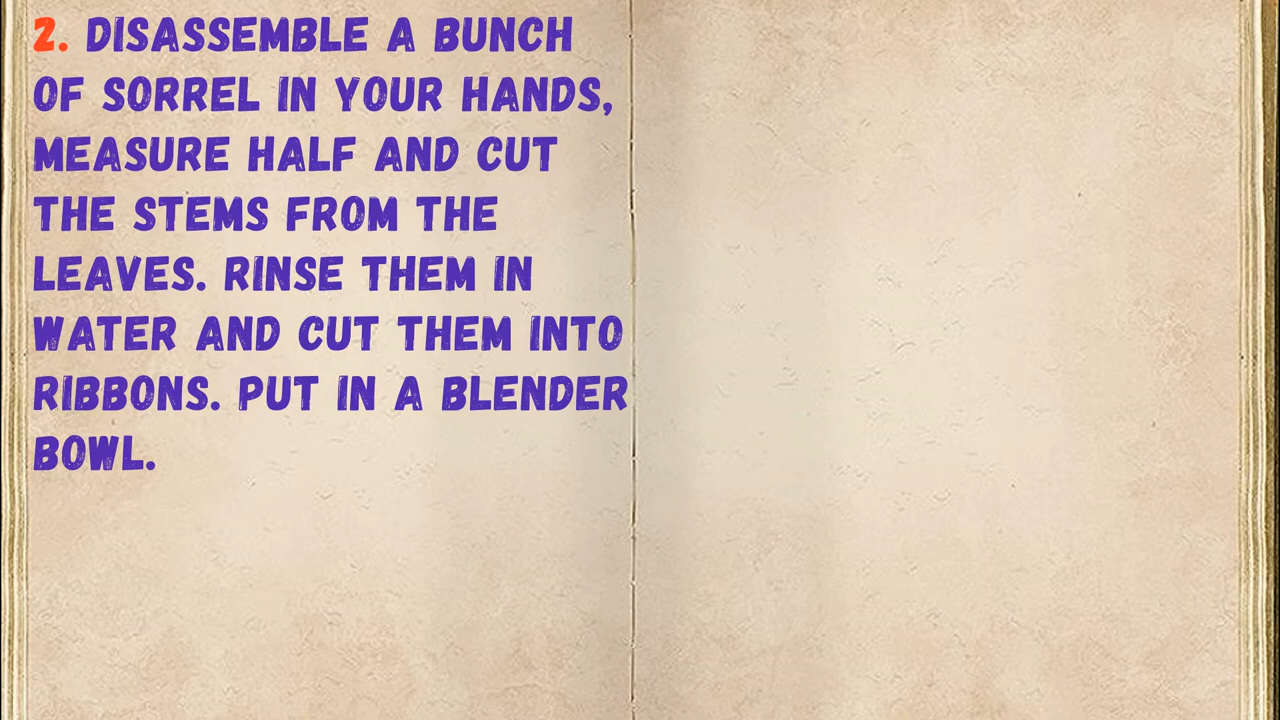 2. DISASSEMBLE A BUNCH
OF SORREL IN YOUR HANDS,
MEASURE HALF AND CUT
THE STEMS FROM THE
LEAVES. RINSE THEM IN
WATER AND CUT THEM INTO
RIBBONS. PUT IN A BLENDER
BOWL.